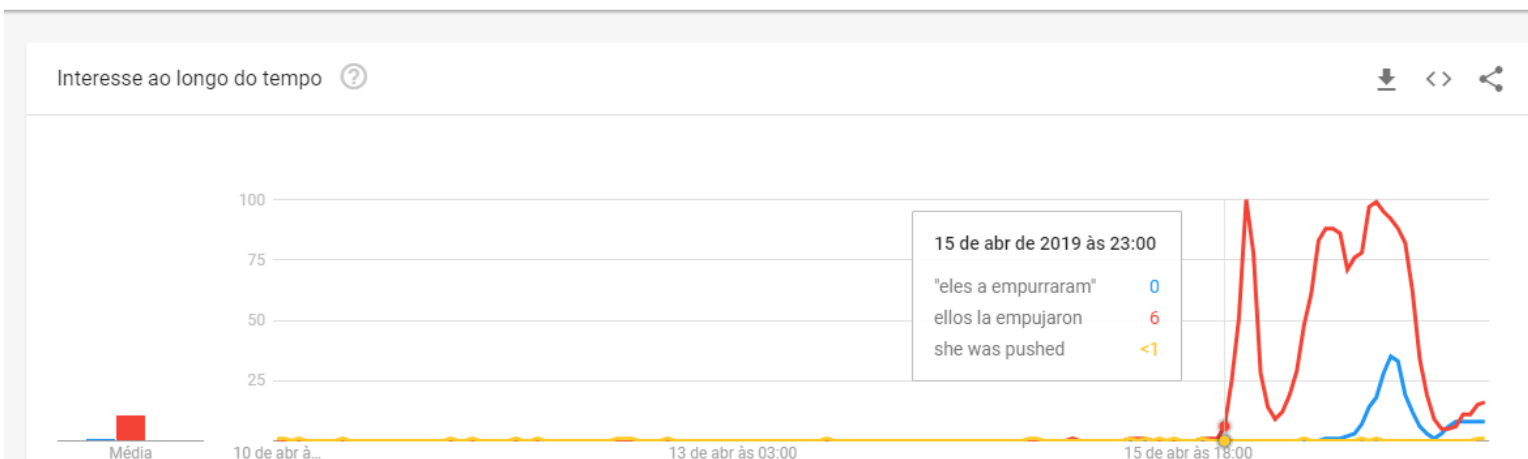 Interesse ao longo do tempo ?
100
75
50
25
15 de abr de 2019 às 23:00
"eles a empurraram" 0
ellos la empujaron 6
she was pushed <1
Média
10 de abr à...
13 de abr às 03:00
15 de abr às 18:00